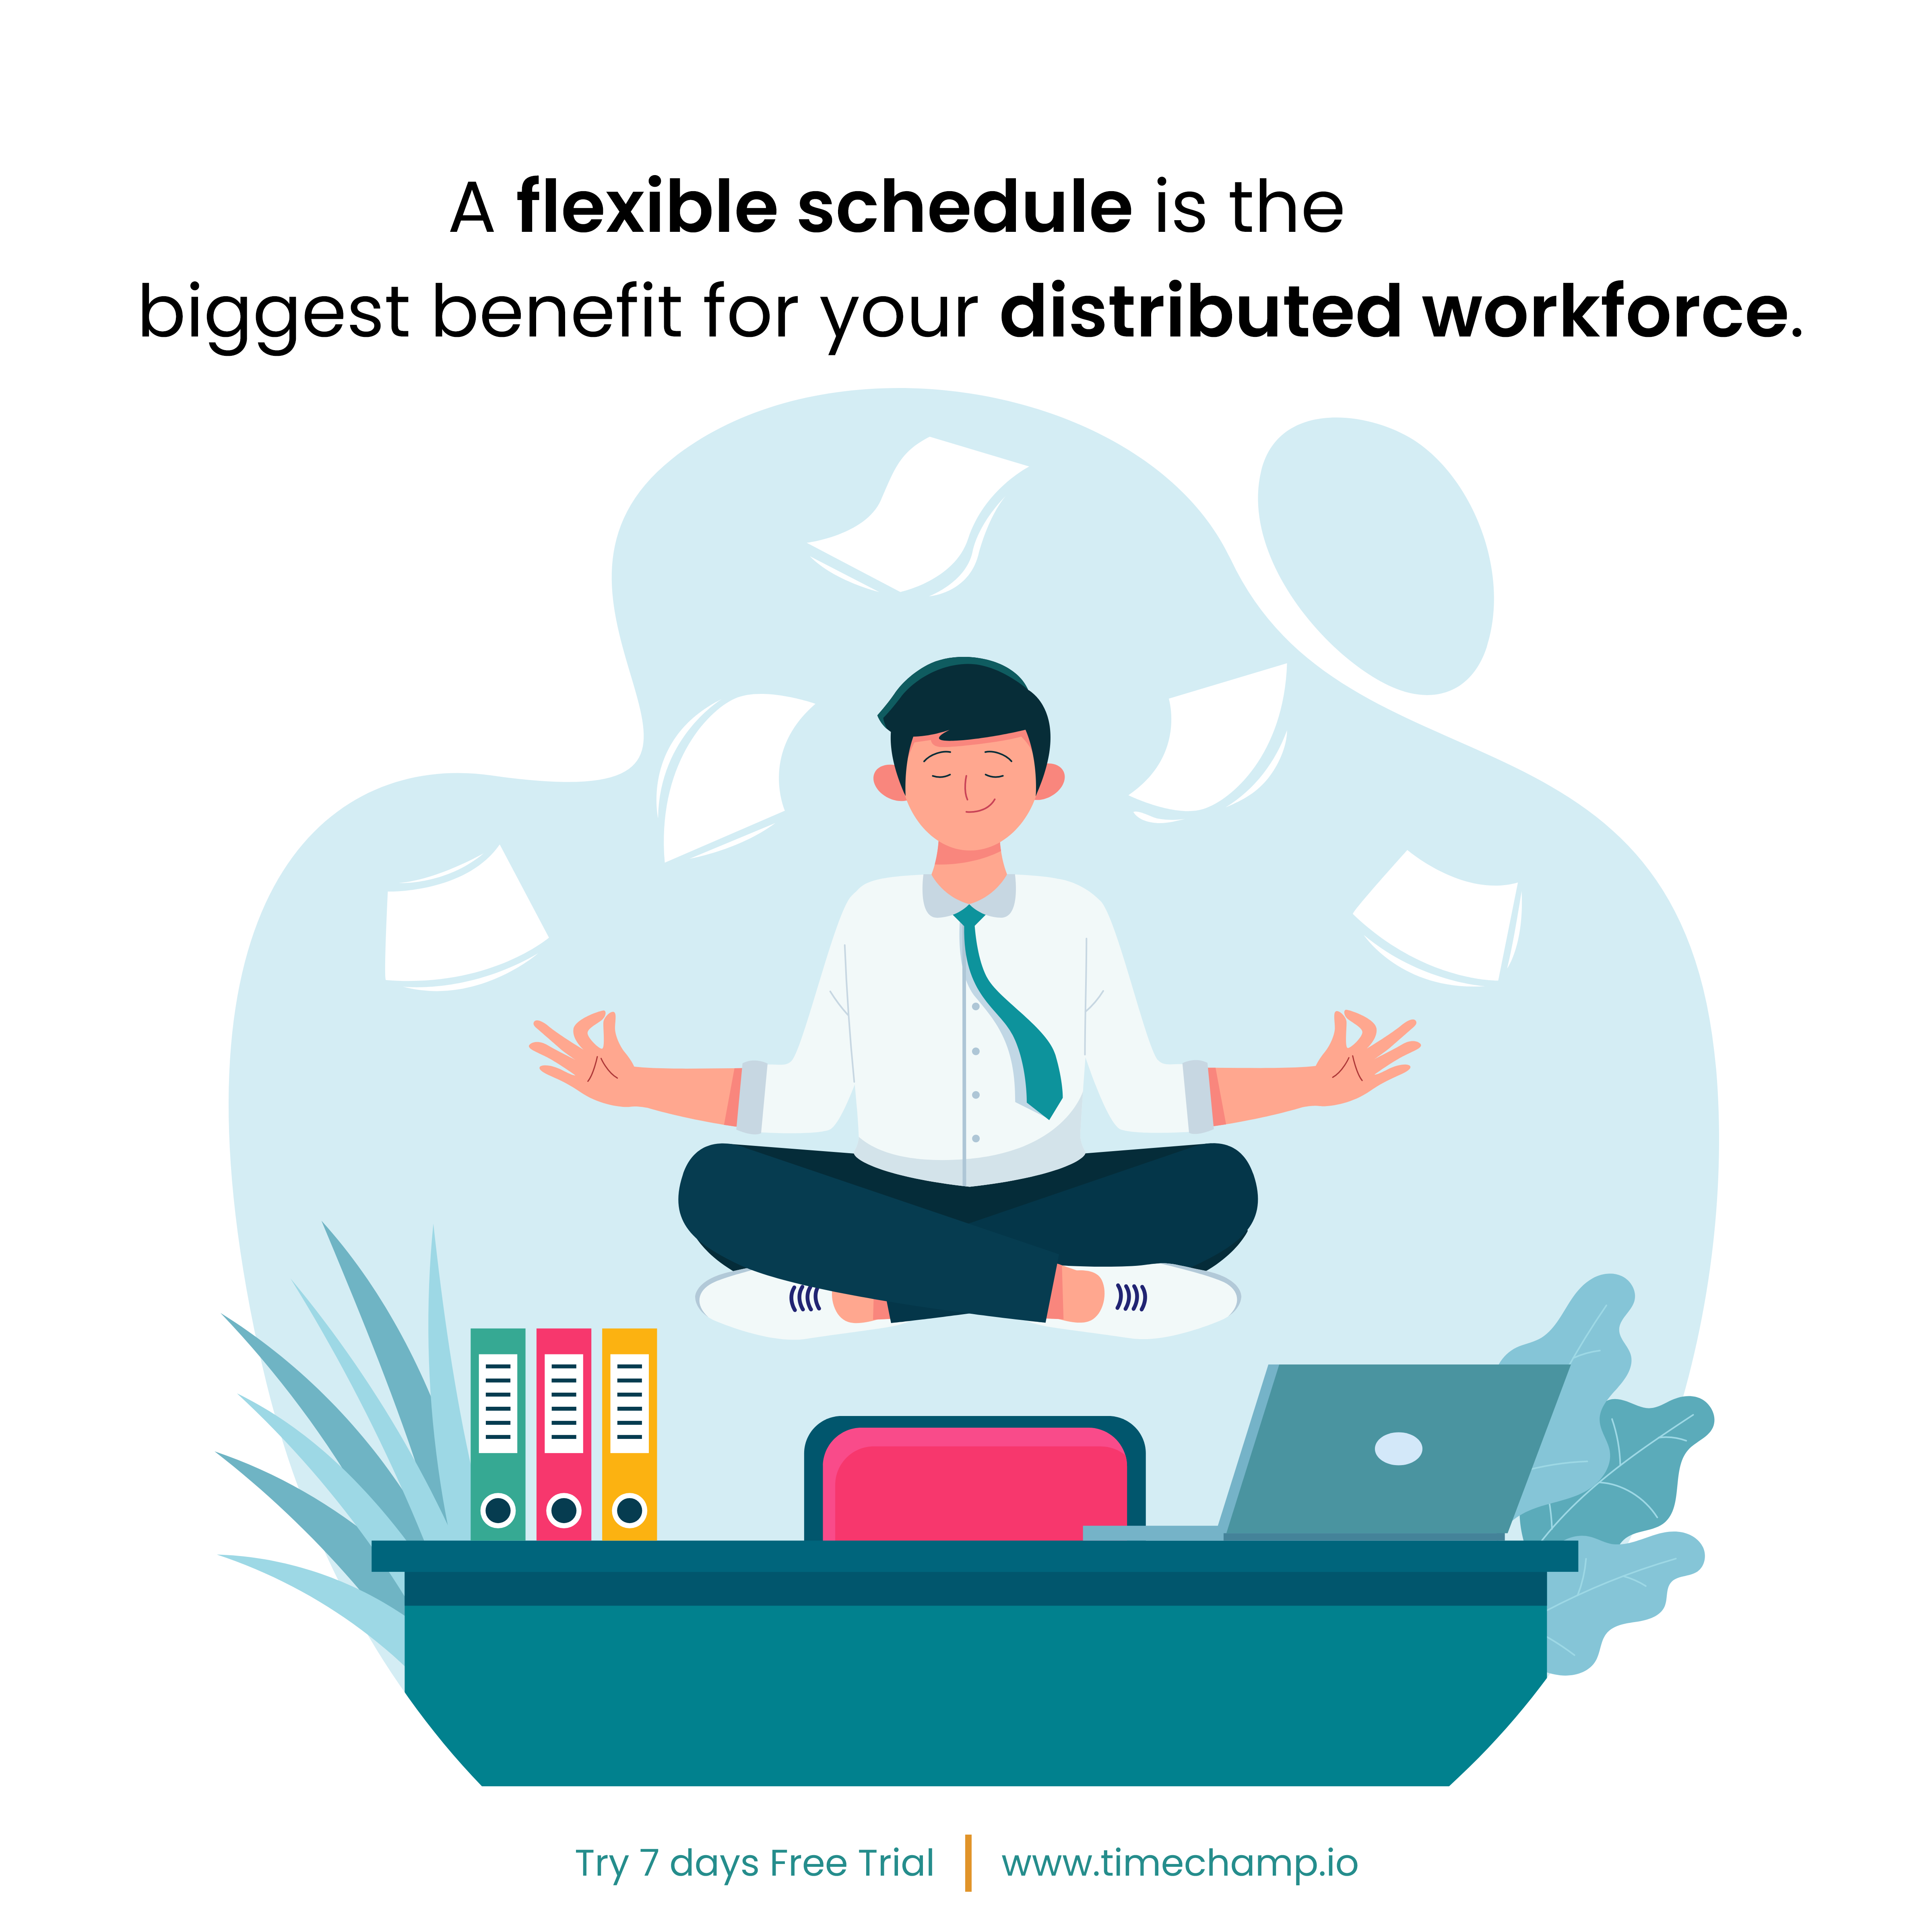 A flexible schedule is the
biggest benefit for your distributed workforce.
Try 7 days Free Trial | www.timechamp.io